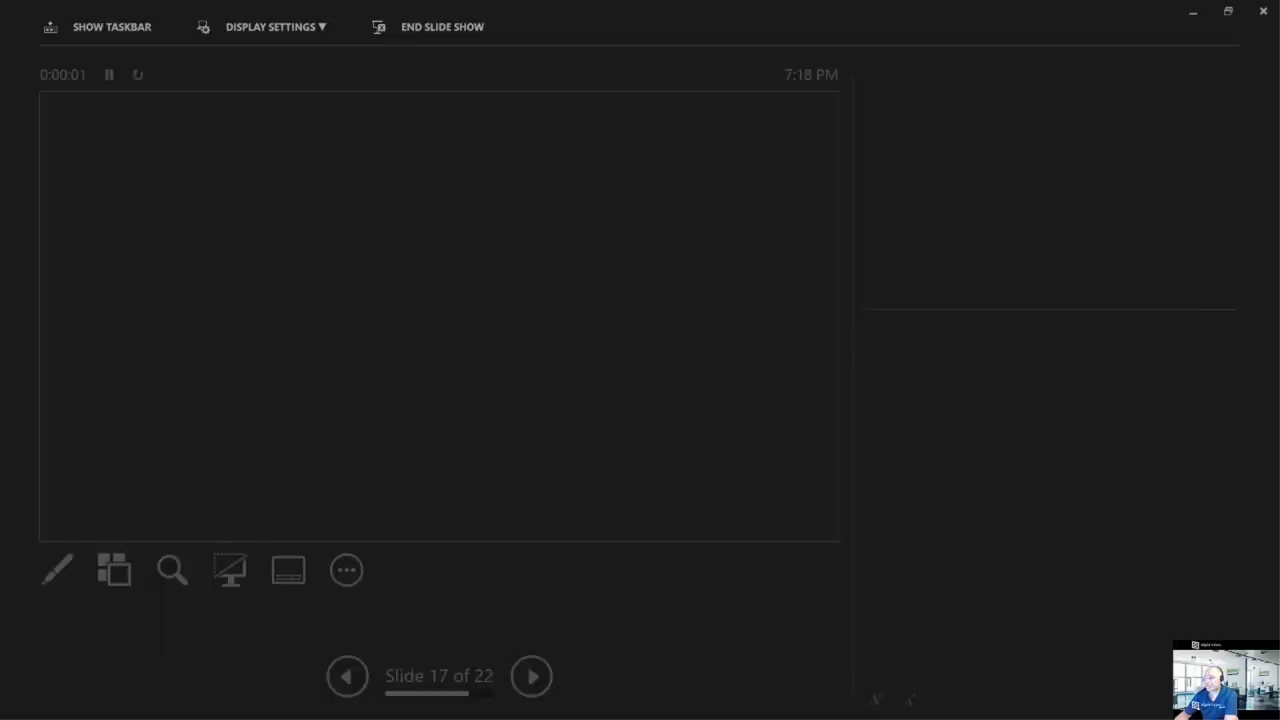 SHOW TASKBAR
DISPLAY SETTINGS ▼
END SLIDE SHOW
0:00:01
7:18 PM
Slide 17 of 22